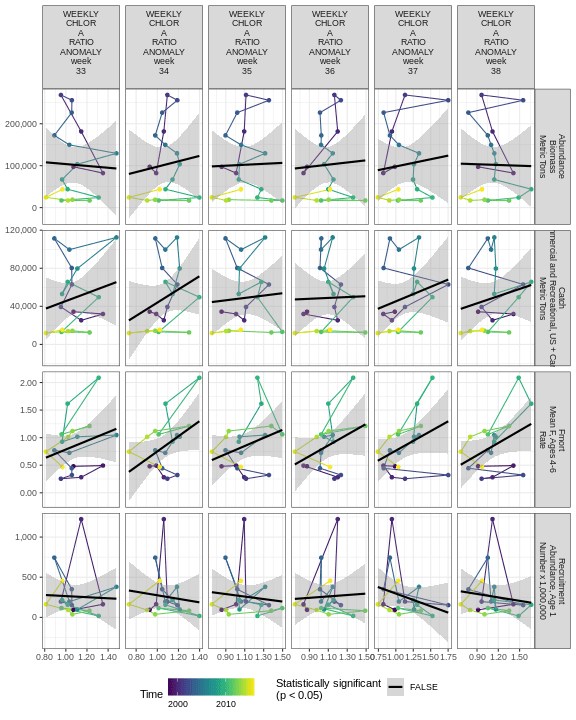 WEEKLY
CHLOR
A
RATIO
ANOMALY
week
33
WEEKLY
CHLOR
A
RATIO
ANOMALY
week
34
WEEKLY
CHLOR
A
RATIO
ANOMALY
week
35
WEEKLY
CHLOR
A
RATIO
ANOMALY
week
36
WEEKLY
CHLOR
A
RATIO
ANOMALY
week
37
WEEKLY
CHLOR
A
RATIO
ANOMALY
week
38
200,000
100,000
0
Abundance
Biomass
Metric Tons
120,000
80,000
40,000
0
Catch
mmercial and Recreational, US + Ca
Metric Tons
2.00
1.50
1.00
0.50
0.00
Fmort
Mean F, Ages 4-6
Rate
1,000
500
0
Recruitment
Abundance, Age 1
Number x 1,000,000
0.80 1.00 1.20 1.40
0.80 1.00 1.20 1.40
0.90 1.10 1.30 1.50
0.90 1.10 1.30 1.50
0.75 1.00 1.25 1.50 1.75
0.90 1.20 1.50
Time
2000 2010
Statistically significant
(p < 0.05)
FALSE